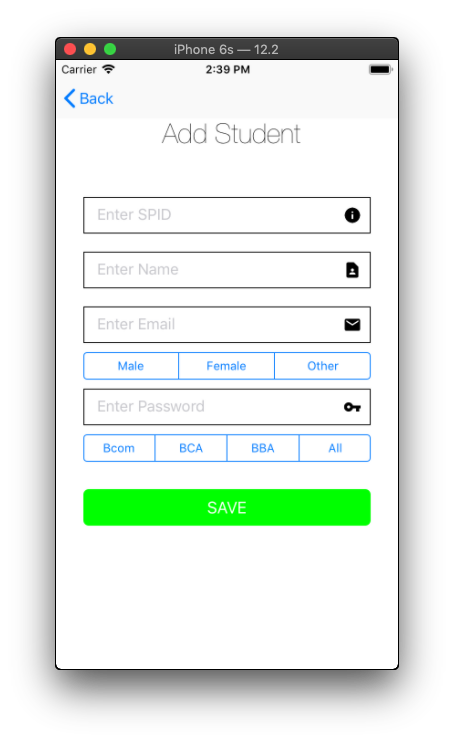 iPhone 6s — 12.2
Carrier 2:39 PM
Back
Add Student
Enter SPID
Enter Name
Enter Email
Male Female Other
Enter Password
Bcom BCA BBA All
SAVE